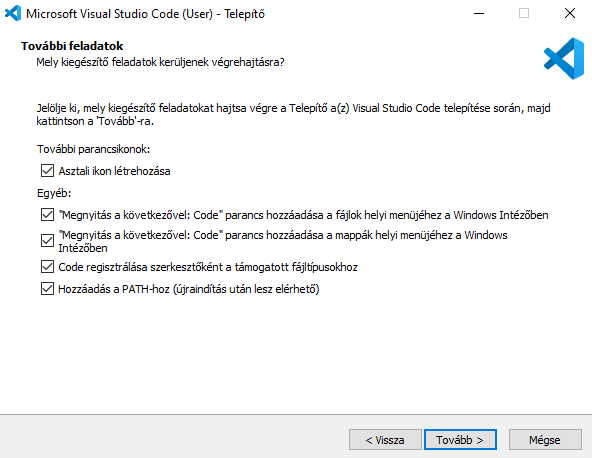 Microsoft Visual Studio Code (User) - Telepítő
További feladatok
Mely kiegészítő feladatok kerüljenek végrehajtásra?
Jelölje ki, mely kiegészítő feladatokat hajtsa végre a Telepítő a(z) Visual Studio Code telepítése során, majd
kattintson a 'Tovább'-ra.
További parancsikonok:
Asztali ikon létrehozása
Egyéb:
"Megnyitás a következővel: Code" parancs hozzáadása a fájlok helyi menüjéhez a Windows Intézőben
"Megnyitás a következővel: Code" parancs hozzáadása a mappák helyi menüjéhez a Windows
Intézőben
Code regisztrálása szerkesztőként a támogatott fájltípusokhoz
Hozzáadás a PATH-hoz (újraindítás után lesz elérhető)
< Vissza
Tovább >
Mégse